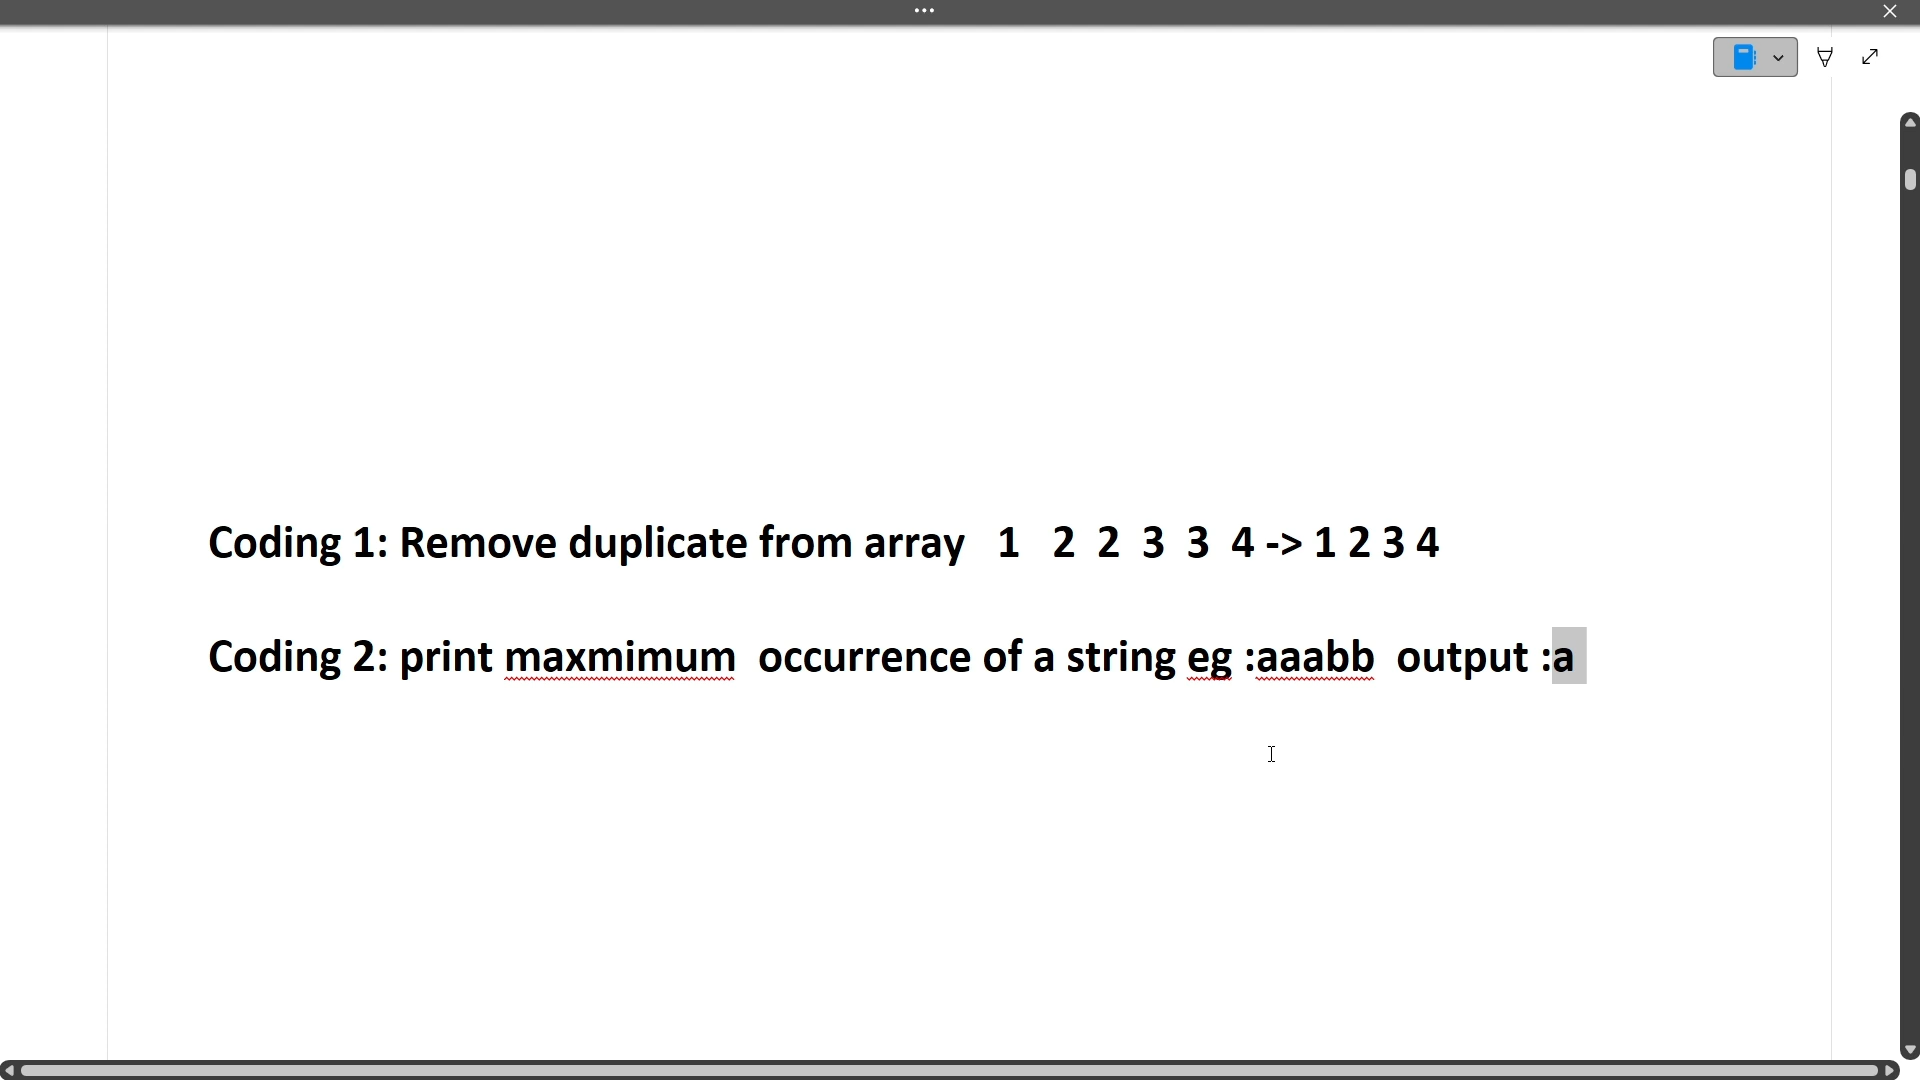 Coding 1: Remove duplicate from array 1 2 2 3 3 4 -> 1 2 3 4
Coding 2: print maxmimum occurrence of a string eg :aaabb output :a